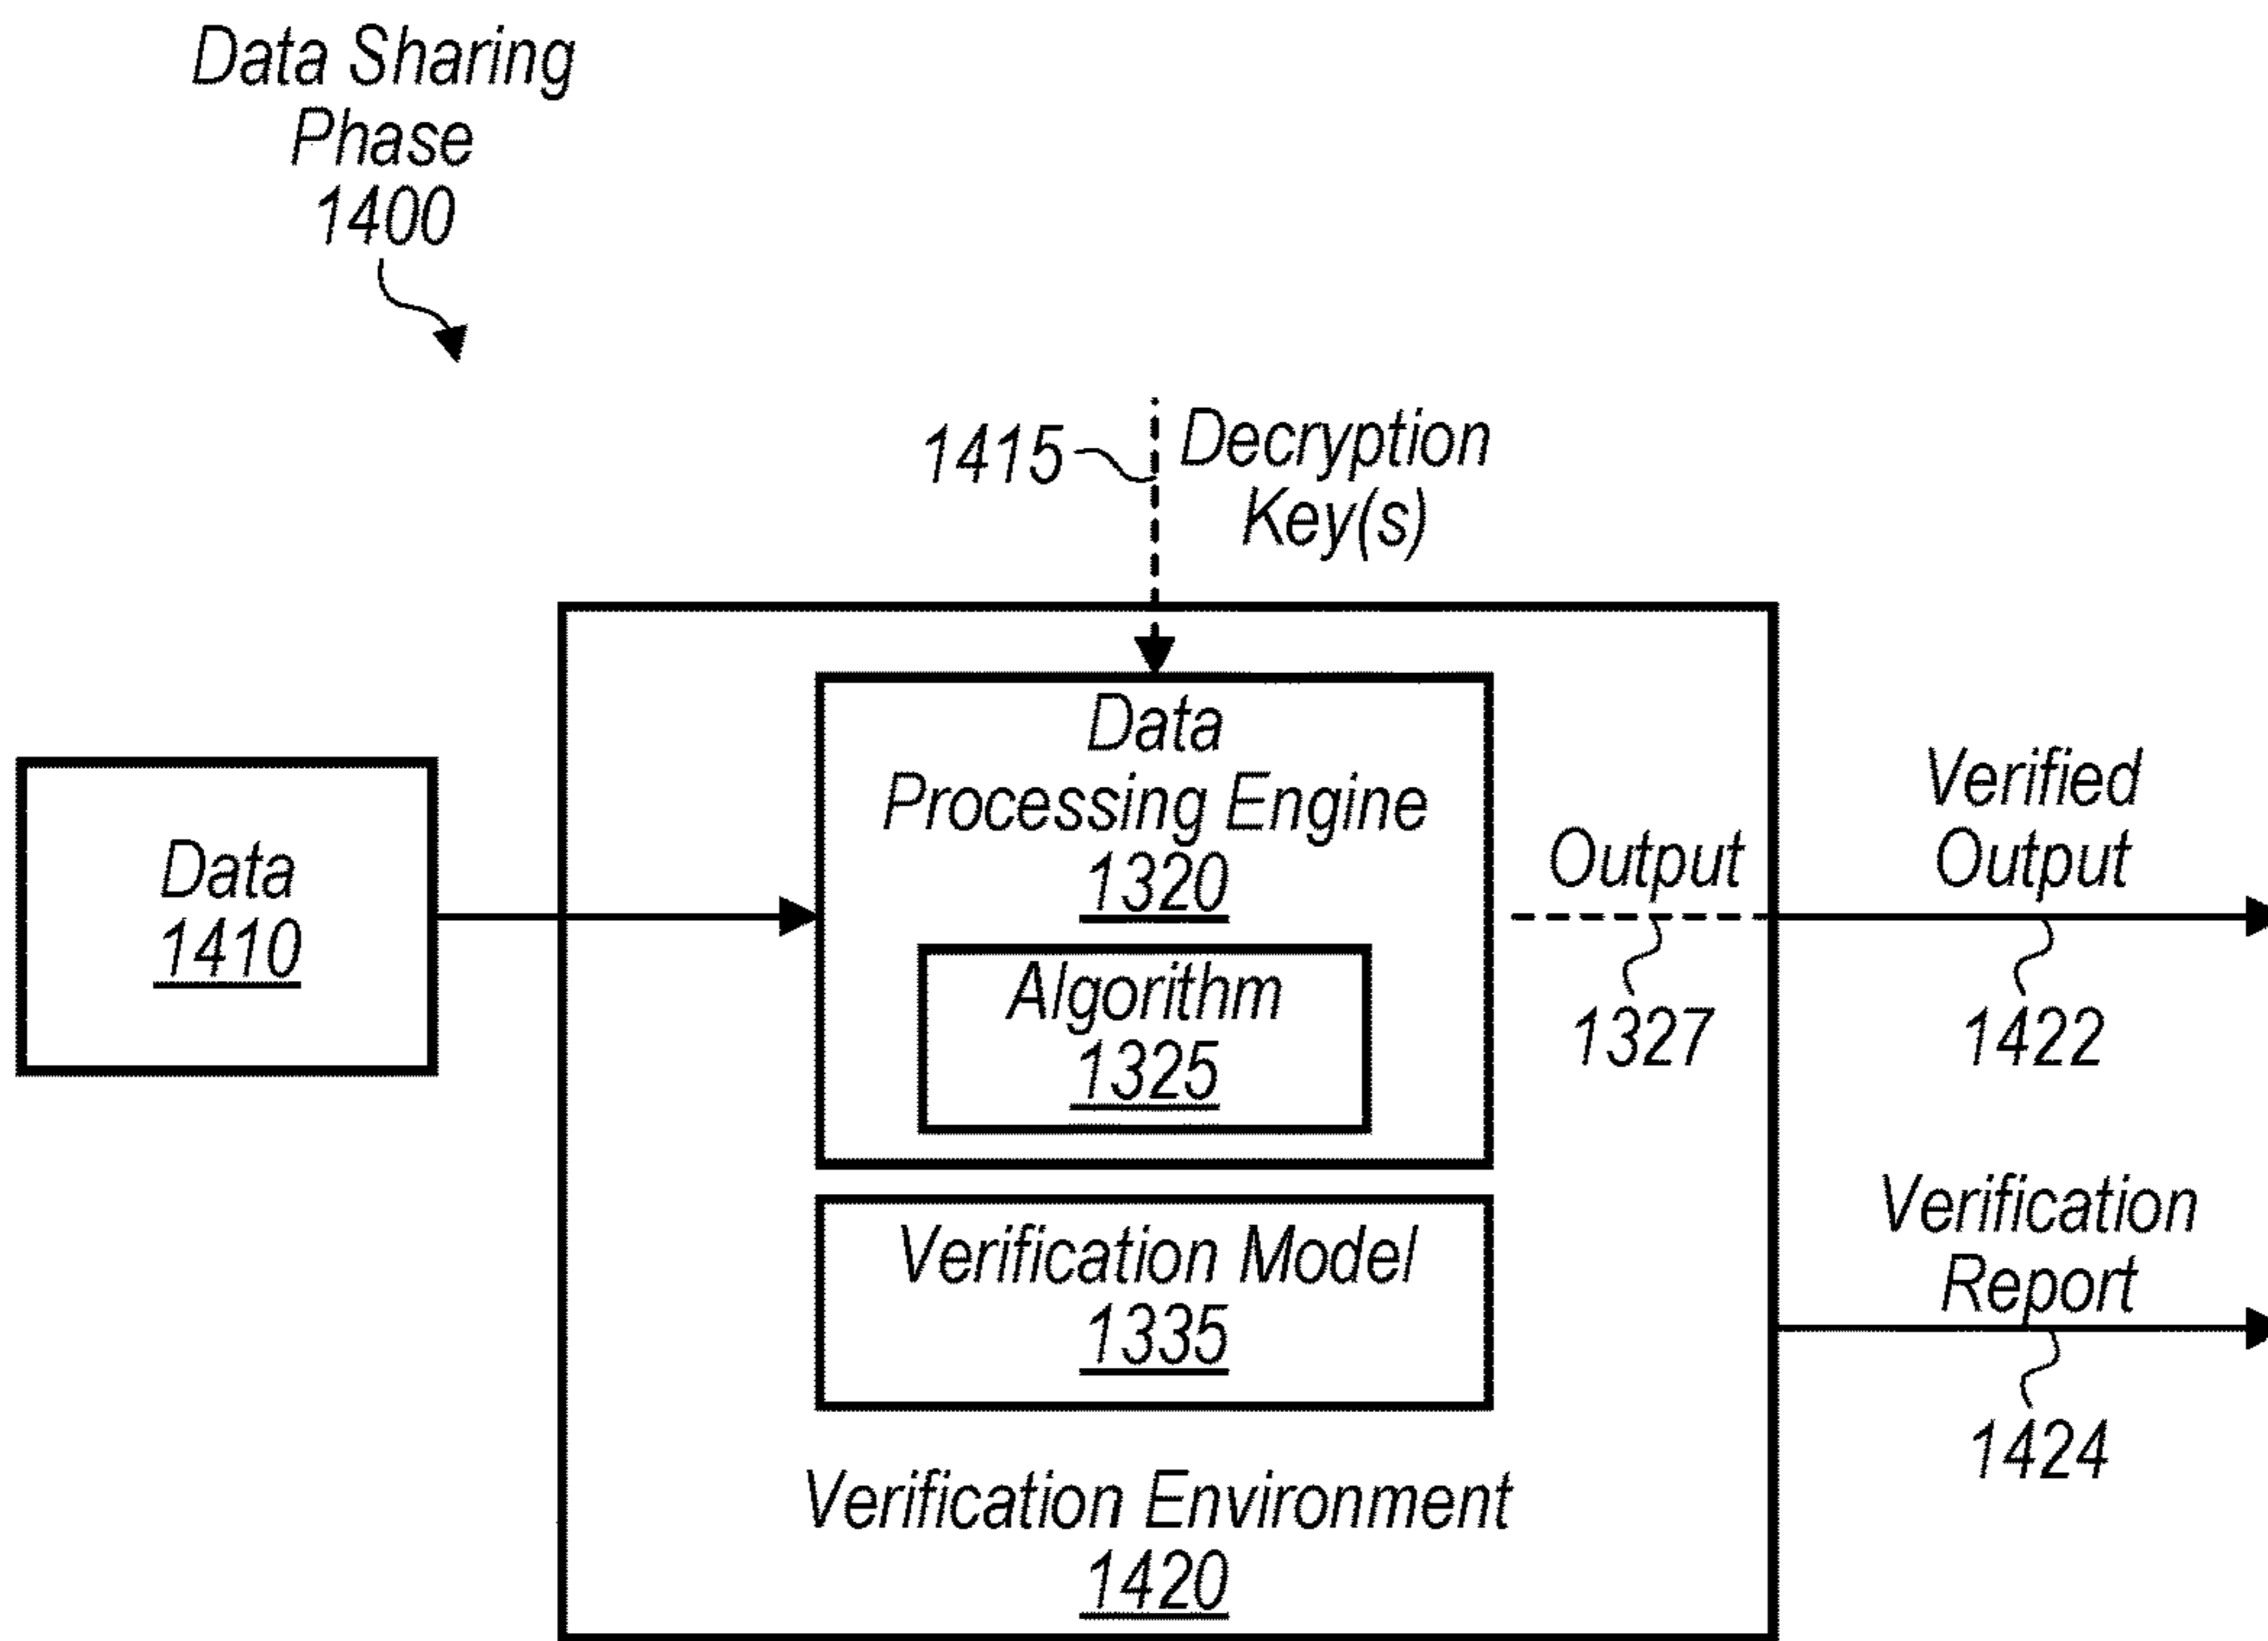 Data Sharing
Phase
1400
1415
Decryption
Key(s)
Data
1410
Data
Processing Engine
1320
Algorithm
1325
Output
1327
Verified
Output
1422
Verification Model
1335
Verification
Report
1424
Verification Environment
1420